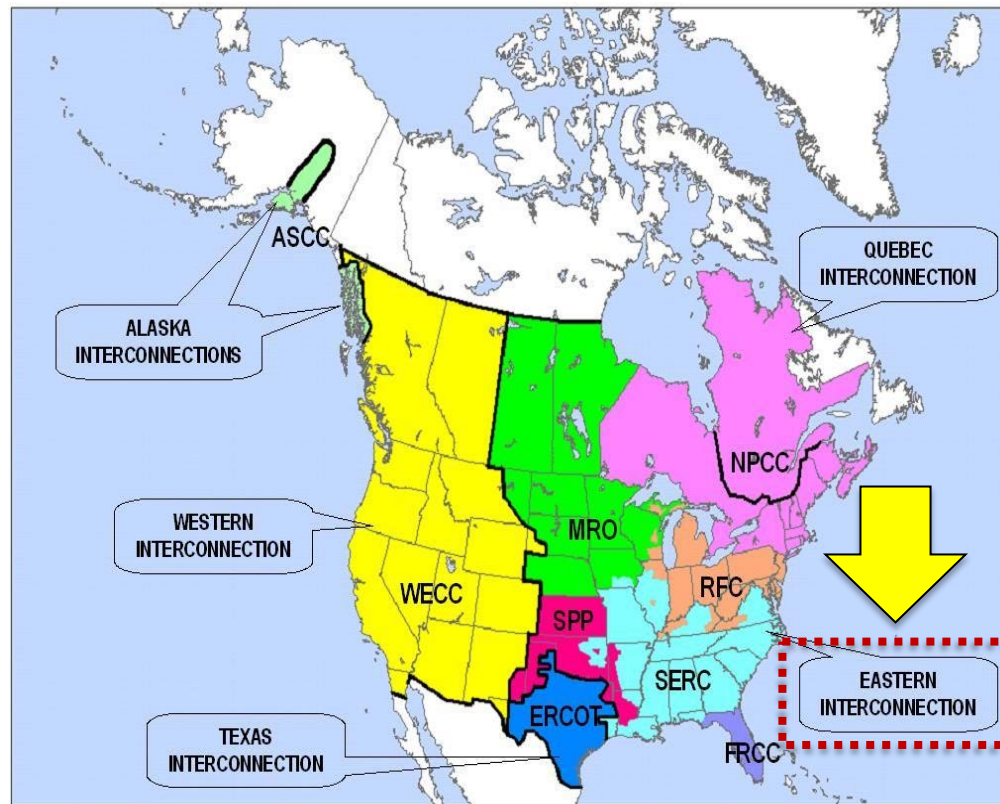 ASCC
QUEBEC
INTERCONNECTION
ALASKA
INTERCONNECTIONS
NPCC
WESTERN
INTERCONNECTION
MRO
WECC
RFC
SPP
SERC
EASTERN
INTERCONNECTION
ERCOT
TEXAS
INTERCONNECTION
FRCC